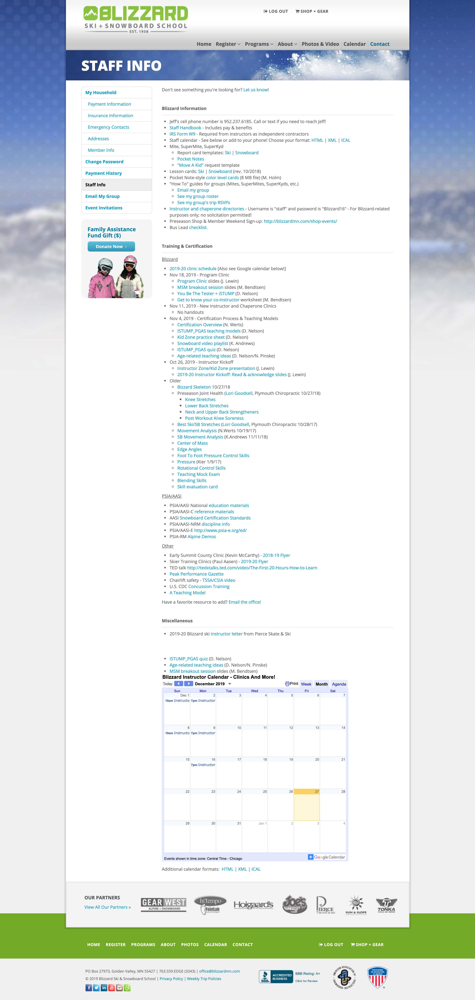 BLIZZARD
SKI + SNOWBOARD SCHOOL
EST. 1958
LOG OUT SHOP + GEAR
Home Register Programs About Photos & Video Calendar Contact
STAFF INFO
My Household
Payment Information
Insurance Information
Emergency Contacts
Addresses
Member Info
Change Password
Payment History
Staff Info
Email My Group
Event Invitations
Family Assistance
Fund Gift ($)
Donate Now
Don't see something you're looking for? Let us know!
Blizzard Information
Jeff's cell phone number is 952.237.6185. Call or text if you need to reach Jeff!
Staff Handbook - Includes pay & benefits
IRS Form W9 - Required from instructors as independent contractors
Staff calendar - See below or add to your phone! Choose your format: HTML | XML | ICAL
Mite, SuperMite, SuperKyd
Report card templates: Ski | Snowboard
Pocket Notes
"Move A Kid" request template
Lesson cards: Ski | Snowboard (rev. 10/2018)
Pocket Note-style color level cards (8 MB file) (M. Holm)
"How To" guides for groups (Mites, SuperMites, SuperKyds, etc.)
Email my group
See my group roster
See my group's trip RSVPs
Instructor and chaperone directories - Username is "staff" and password is "Blizzard16" - For Blizzard-related
purposes only; no solicitation permitted!
Preseason Shop & Member Weekend Sign-up: http://blizzardmn.com/shop-events/
Bus Lead checklist.
Training & Certification
Blizzard
2019-20 clinic schedule [Also see Google calendar below!]
Nov 18, 2019 - Program Clinic
Program Clinic slides (J. Lewin)
MSM breakout session slides (M. Bendtsen)
You Be The Tester + iSTUMP (D. Nelson)
Get to know your co-instructor worksheet (M. Bendtsen)
Nov 11, 2019 - New Instructor and Chaperone Clinics
No handouts
Nov 4, 2019 - Certification Process & Teaching Models
Certification Overview (N. Werts)
ISTUMP_PGAS teaching models (D. Nelson)
Kid Zone practice sheet (D. Nelson)
Snowboard video playlist (K. Andrews)
ISTUMP_PGAS quiz (D. Nelson)
Age-related teaching ideas (D. Nelson/N. Pinske)
Oct 26, 2019 - Instructor Kickoff
Instructor Zone/Kid Zone presentation (J. Lewin)
2019-20 Instructor Kickoff: Read & acknowledge slides (J. Lewin)
Older
Bizzard Skeleton 10/27/18
Preseason Joint Health (Lori Goodsell, Plymouth Chiropractic 10/27/18)
Knee Stretches
Lower Back Stretches
Neck and Upper Back Strengtheners
Post Workout Knee Soreness
Best Ski/SB Stretches (Lori Goodsell, Plymouth Chiropractic 10/28/17)
Movement Analysis (N.Werts 10/19/17)
SB Movement Analysis (K.Andrews 11/11/18)
Center of Mass
Edge Angles
Foot To Foot Pressure Control Skills
Pressure (Kier 1/9/17)
Rotational Control Skills
Teaching Mock Exam
Blending Skills
Skill evaluation card
PSIA/AASI
PSIA/AASI National education materials
PSIA/AASI-C reference materials
AASI Snowboard Certification Standards
PSIA/AASI-NRM discipline info
PSIA/AASI-E http://www.psia-e.org/ed/
PSIA-RM Alpine Demos
Other
Early Summit County Clinic (Kevin McCarthy) - 2018-19 Flyer
Skier Training Clinics (Paul Aasen) - 2019-20 Flyer
TED talk http://tedxtalks.ted.com/video/The-First-20-Hours-How-to-Learn
Peak Performance Gazette
Chairlift safety - TSSA/CSIA video
U.S. CDC Concussion Training
A Teaching Model
Have a favorite resource to add? Email the office!
Miscellaneous
2019-20 Blizzard ski instructor letter from Pierce Skate & Ski
ISTUMP_PGAS quiz (D. Nelson)
Age-related teaching ideas (D. Nelson/N. Pinske)
MSM breakout session slides (M. Bendtsen)
Blizzard Instructor Calendar - Clinics And More!
Today December 2019 Print Week Month Agenda
Sun Mon Tue Wed Thu Fri Sat
Dec 1 2 3 4 5 6 7
10am Instructo 7pm Instructor
8 9 10 11 12 13 14
10am Instructo 7pm Instructor
15 16 17 18 19 20 21
7pm Instructor
22 23 24 25 26 27 28
29 30 31 Jan 1 2 3 4
Events shown in time zone: Central Time - Chicago
Google Calendar
Additional calendar formats: HTML | XML | ICAL
OUR PARTNERS
View All Our Partners »
GEAR WEST
ALPINE + SNOWBOARD
hi tempo
FootLab
Hoigaard's
Joe's
PIERCE
SKATE & SKI
SUN & SLOPE
TONKA
CYCLE SKI BOARD
HOME REGISTER PROGRAMS ABOUT PHOTOS CALENDAR CONTACT LOG OUT SHOP + GEAR
PO Box 27973, Golden Valley, MN 55427 | 763.559.EDGE (3343) | office@blizzardmn.com
© 2019 Blizzard Ski & Snowboard School | Privacy Policy | Weekly Trip Policies
BBB
ACCREDITED
BUSINESS
BBB Rating: A+
Click for Review
AMERICAN ASSOCIATION OF SNOWBOARD INSTRUCTORS
PROFESSIONAL
SKI INSTRUCTORS
OF AMERICA